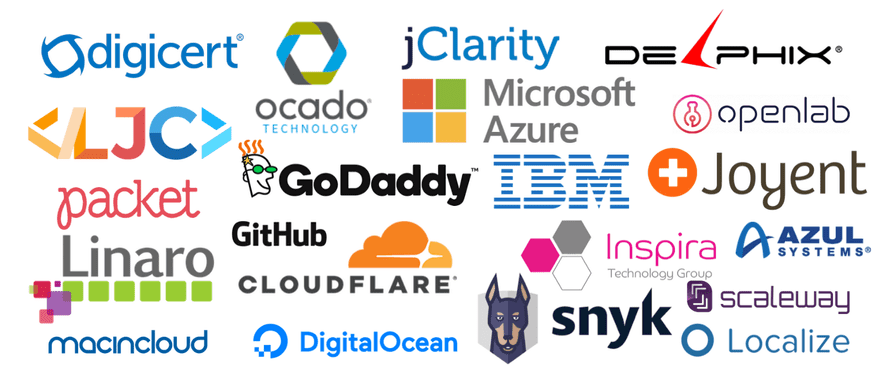 digicert®
ocado®
TECHNOLOGY
jClarity
DELPHIX®
<LJC>
Microsoft
Azure
openlab
packet
GoDaddy™
IBM
Joyent
Linaro
GitHub
CLOUDFLARE®
Inspira
Technology Group
AZUL
SYSTEMS®
macincloud
DigitalOcean
snyk
scaleway
Localize